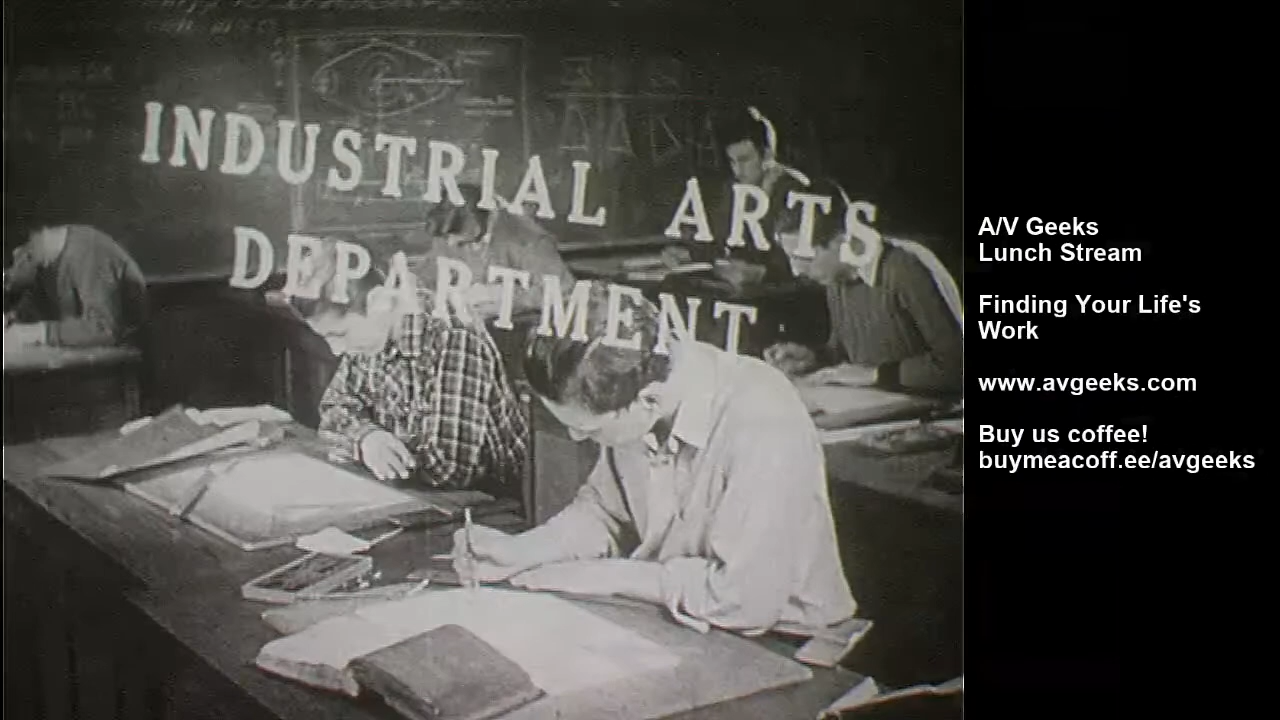 INDUSTRIAL ARTS
DEPARTMENT
A/V Geeks
Lunch Stream
Finding Your Life's
Work
www.avgeeks.com
Buy us coffee!
buymeacoff.ee/avgeeks